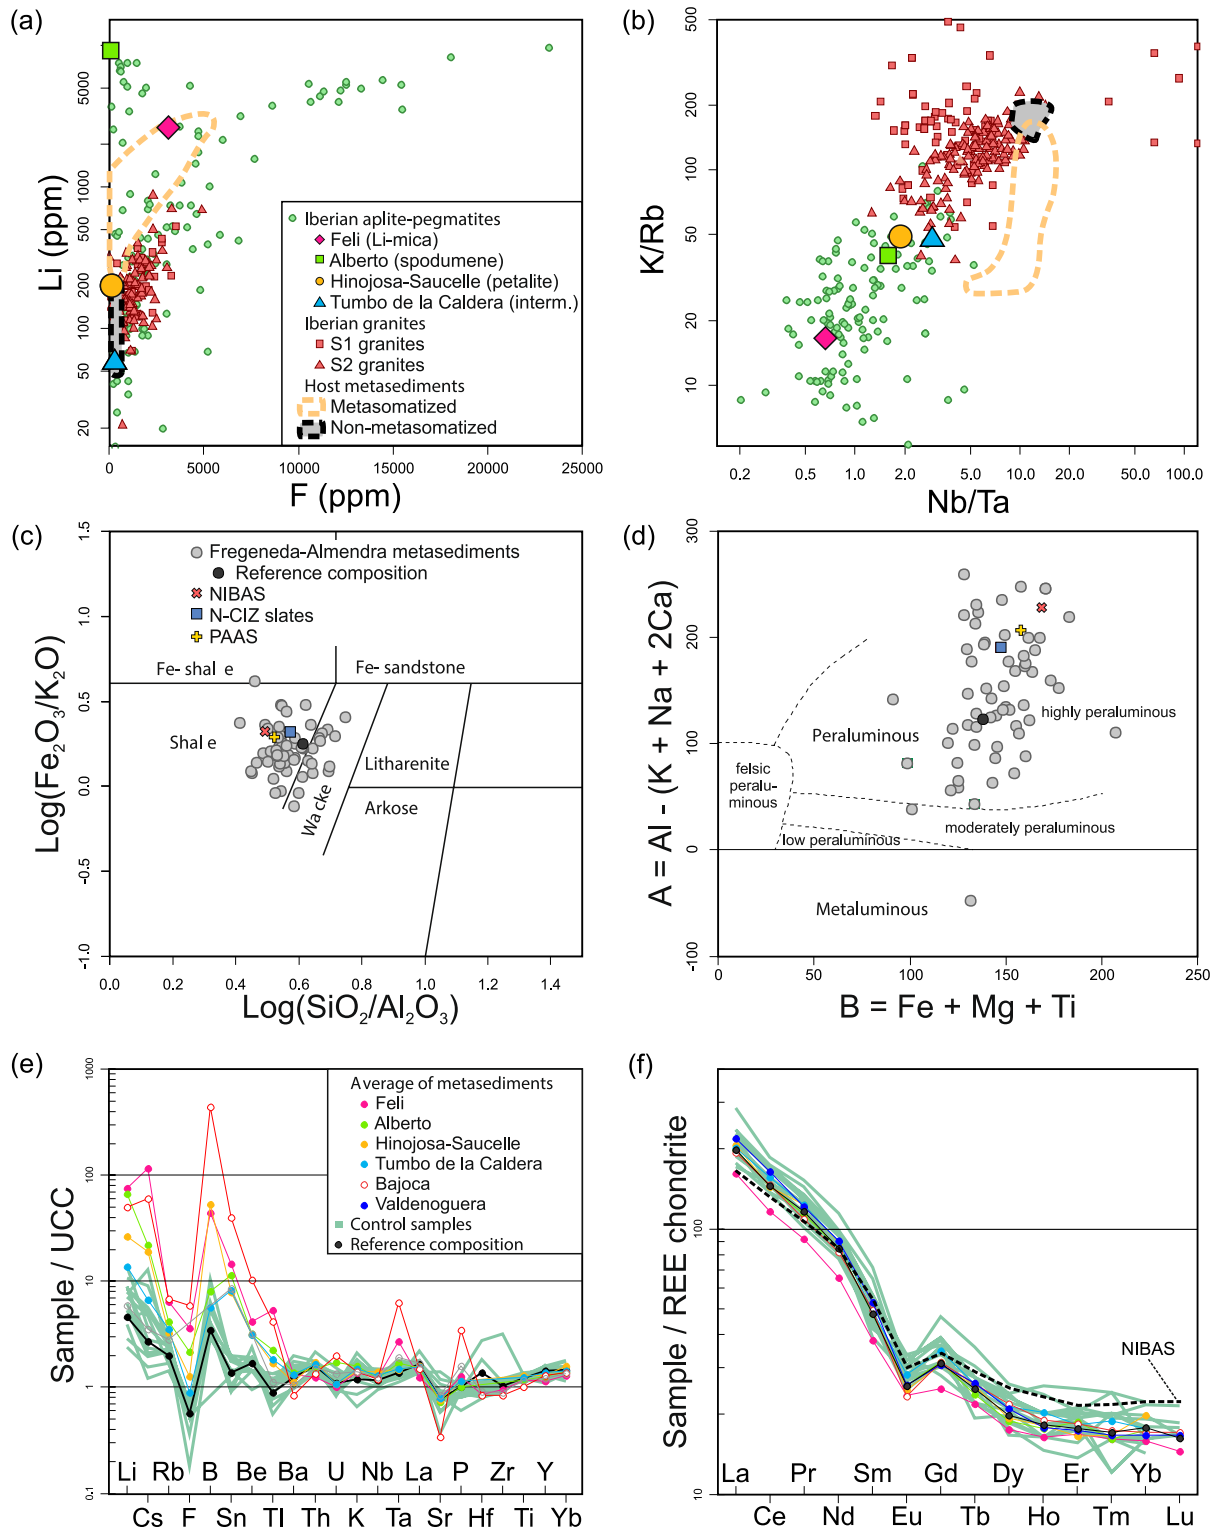 (a)
5000
1000
500
200
100
50
20
Li (ppm)
0
5000
10000
15000
20000
25000
F (ppm)
Iberian aplite-pegmatites
Feli (Li-mica)
Alberto (spodumene)
Hinojosa-Saucelle (petalite)
Tumbo de la Caldera (interm.)
Iberian granites
S1 granites
S2 granites
Host metasediments
Metasomatized
Non-metasomatized
(b)
500
200
100
50
20
10
K/Rb
0.2
0.5
1.0
2.0
5.0
10.0
20.0
50.0
100.0
Nb/Ta
(c)
1.5
1.0
0.5
0.0
-0.5
-1.0
Log(Fe₂O₃/K₂O)
Fregeneda-Almendra metasediments
Reference composition
NIBAS
N-CIZ slates
PAAS
Fe- shal e
Fe- sandstone
Shal e
Wacke
Litharenite
Arkose
0.0
0.2
0.4
0.6
0.8
1.0
1.2
1.4
Log(SiO₂/Al₂O₃)
(d)
300
200
100
0
-100
A = Al - (K + Na + 2Ca)
Peraluminous
highly peraluminous
felsic
peralu-
minous
moderately peraluminous
low peraluminous
Metaluminous
0
50
100
150
200
250
B = Fe + Mg + Ti
(e)
1000
100
10
1
0.1
Sample / UCC
Average of metasediments
Feli
Alberto
Hinojosa-Saucelle
Tumbo de la Caldera
Bajoca
Valdenoguera
Control samples
Reference composition
Li Rb B Be Ba U Nb La P Zr Y
Cs F Sn Tl Th K Ta Sr Hf Ti Yb
(f)
100
10
Sample / REE chondrite
NIBAS
La Pr Sm Gd Dy Er Yb
Ce Nd Eu Tb Ho Tm Lu